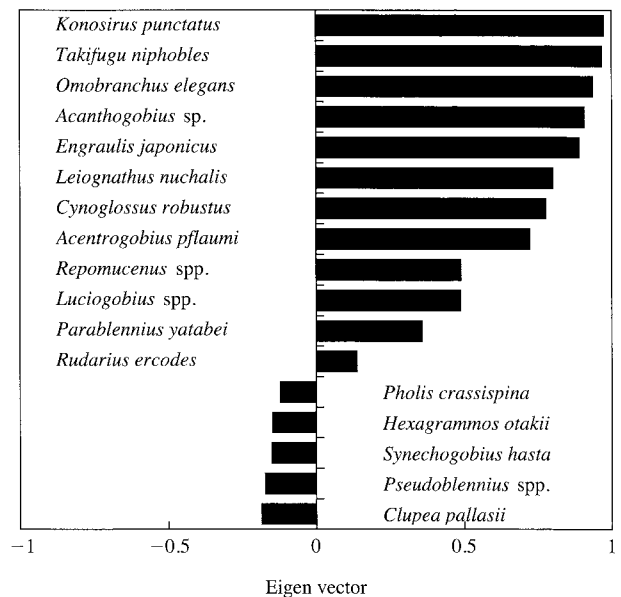 Konosirus punctatus
Takifugu niphobles
Omobranchus elegans
Acanthogobius sp.
Engraulis japonicus
Leiognathus nuchalis
Cynoglossus robustus
Acentrogobius pflaumi
Repomucenus spp.
Luciogobius spp.
Parablennius yatabei
Rudarius ercodes
Pholis crassispina
Hexagrammos otakii
Synechogobius hasta
Pseudoblennius spp.
Clupea pallasii
−1 −0.5 0 0.5 1
Eigen vector